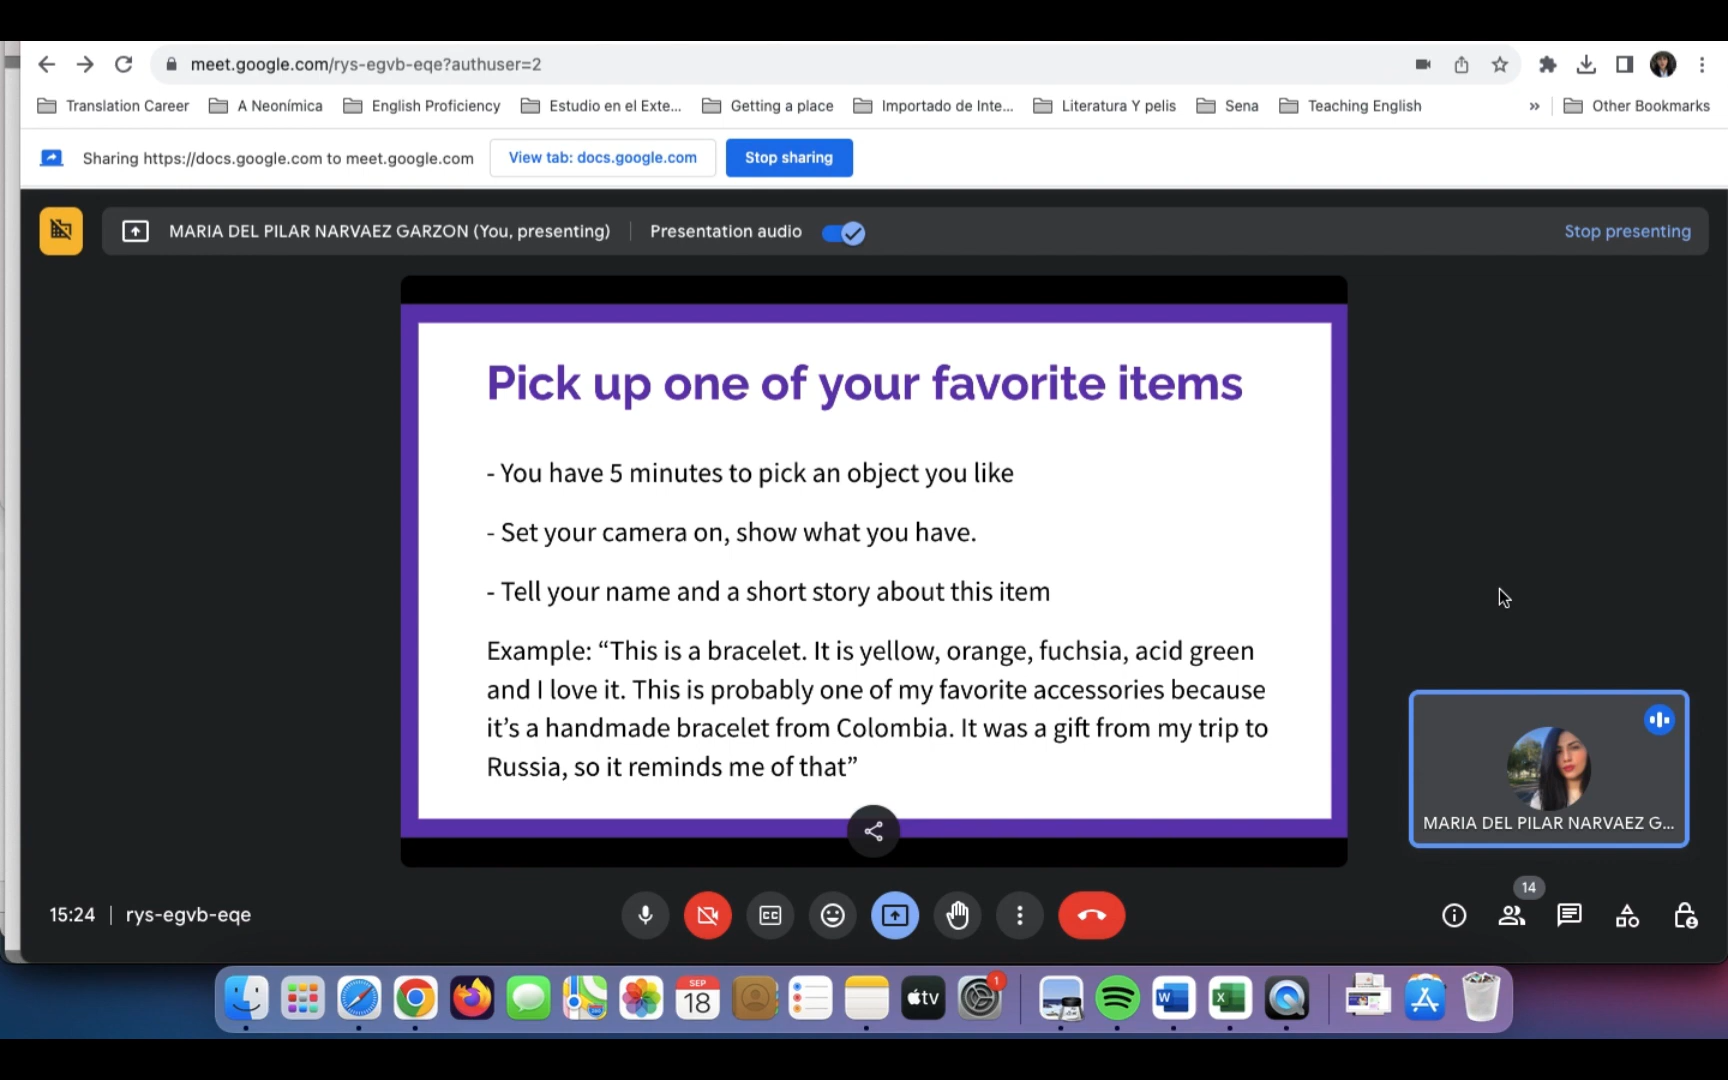 meet.google.com/rys-egvb-eqe?authuser=2
Translation Career
A Neonímica
English Proficiency
Estudio en el Exte...
Getting a place
Importado de Inte...
Literatura Y pelis
Sena
Teaching English
»
Other Bookmarks
Sharing https://docs.google.com to meet.google.com
View tab: docs.google.com
Stop sharing
MARIA DEL PILAR NARVAEZ GARZON (You, presenting)
Presentation audio
Stop presenting
Pick up one of your favorite items
- You have 5 minutes to pick an object you like
- Set your camera on, show what you have.
- Tell your name and a short story about this item
Example: “This is a bracelet. It is yellow, orange, fuchsia, acid green
and I love it. This is probably one of my favorite accessories because
it’s a handmade bracelet from Colombia. It was a gift from my trip to
Russia, so it reminds me of that”
MARIA DEL PILAR NARVAEZ G...
15:24 | rys-egvb-eqe
CC
14
SEP
18
tv
1
W
X